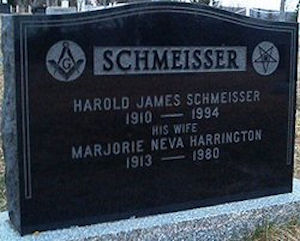 SCHMEISSER
HAROLD JAMES SCHMEISSER
1910 — 1994
HIS WIFE
MARJORIE NEVA HARRINGTON
1913 — 1980